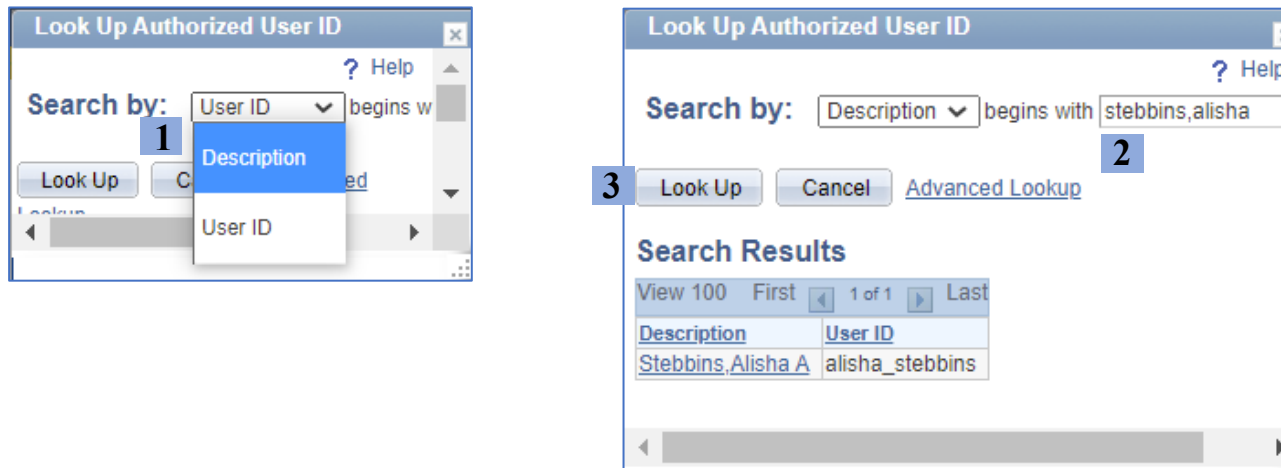 Look Up Authorized User ID
? Help
Search by: User ID begins w
1
Description
Look Up C ed
User ID
Look Up Authorized User ID
? Help
Search by: Description begins with stebbins,alisha
2
3 Look Up Cancel Advanced Lookup
Search Results
View 100 First 1 of 1 Last
Description User ID
Stebbins,Alisha A alisha_stebbins